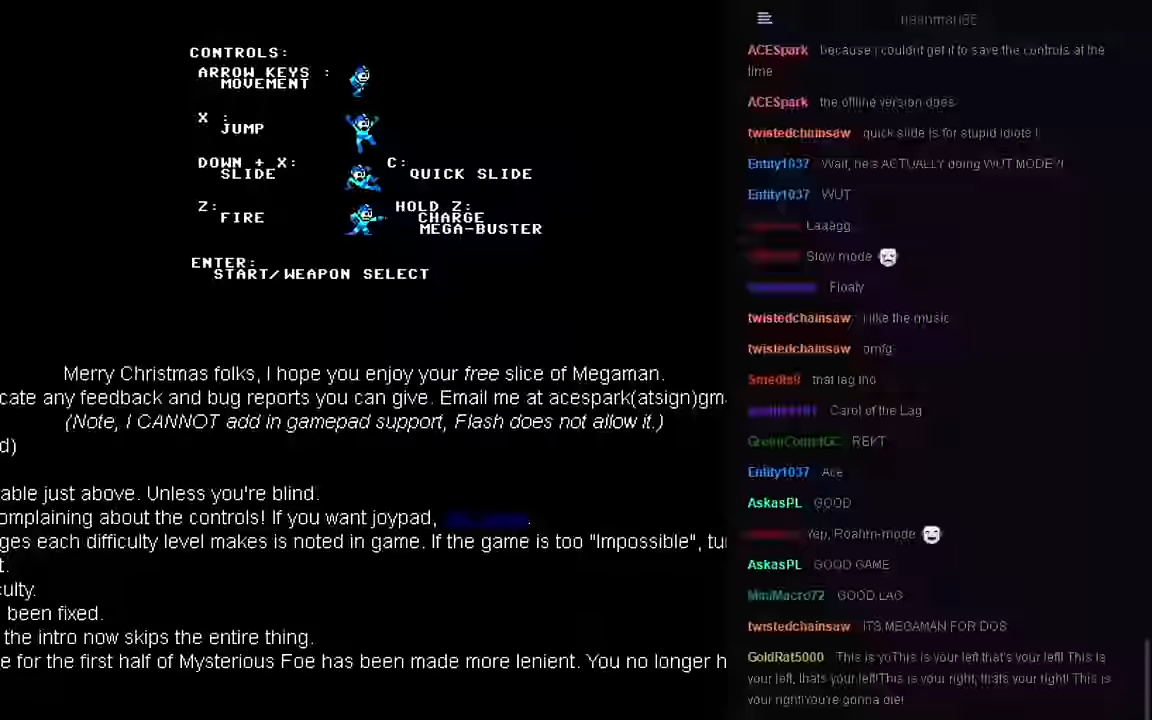 CONTROLS:
ARROW KEYS :
MOVEMENT
X :
JUMP
DOWN + X:
SLIDE
C:
QUICK SLIDE
Z:
FIRE
HOLD Z:
CHARGE
MEGA-BUSTER
ENTER:
START/WEAPON SELECT
Merry Christmas folks, I hope you enjoy your free slice of Megaman.
cate any feedback and bug reports you can give. Email me at acespark(atsign)gm
(Note, I CANNOT add in gamepad support, Flash does not allow it.)
d)
able just above. Unless you're blind.
omplaining about the controls! If you want joypad,
ges each difficulty level makes is noted in game. If the game is too "Impossible", tu
t.
culty.
been fixed.
the intro now skips the entire thing.
e for the first half of Mysterious Foe has been made more lenient. You no longer h
ACESpark because i couldnt get it to save the controls at the
time
ACESpark the offline version does
twistedchainsaw quick slide is for stupid idiots !
Entity1037 Wait, he's ACTUALLY doing WUT MODE?!
Entity1037 WUT
Laaagg
Slow mode
Floaty
twistedchainsaw i like the music
twistedchainsaw omfg
that lag tho
Carol of the Lag
REKT
Entity1037 Ace
AskasPL GOOD
Yep, Roahm-mode
AskasPL GOOD GAME
MiniMacro72 GOOD LAG
twistedchainsaw ITS MEGAMAN FOR DOS
GoldRat5000 This is yoThis is your left that's your left! This is
your left, thats your left!This is your right, thats your right! This is
your right!You're gonna die!